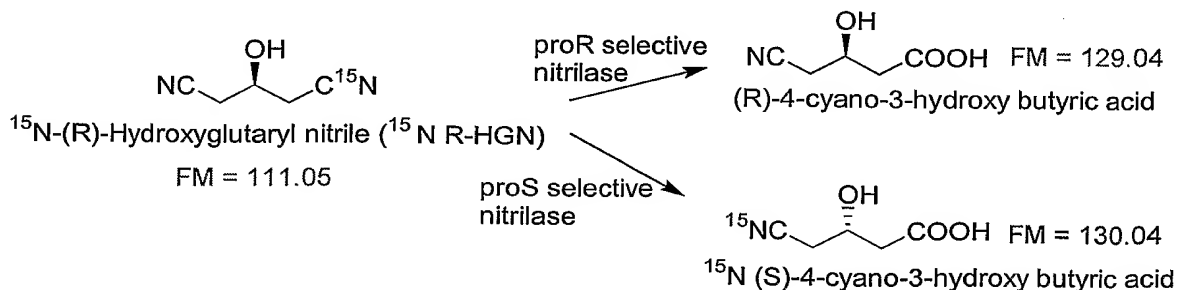 OH
NC
C¹⁵N
¹⁵N-(R)-Hydroxyglutaryl nitrile (¹⁵N R-HGN)
FM = 111.05
proR selective
nitrilase
proS selective
nitrilase
OH
NC
COOH
FM = 129.04
(R)-4-cyano-3-hydroxy butyric acid
OH
¹⁵NC
COOH
FM = 130.04
¹⁵N (S)-4-cyano-3-hydroxy butyric acid